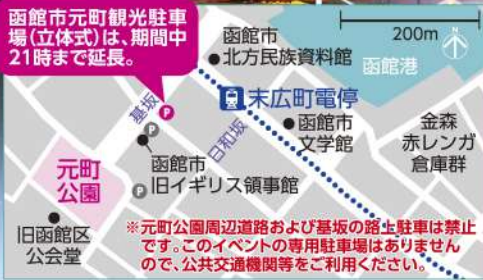 函館市元町観光駐車
場(立体式)は、期間中
21時まで延長。
200m
N
函館市
北方民族資料館
函館港
P
基坂
末広町電停
P
日和坂
函館市
文学館
金森
赤レンガ
倉庫群
函館市
旧イギリス領事館
元町
公園
P
旧函館区
公会堂
※元町公園周辺道路および基坂の路上駐車は禁止
です。このイベントの専用駐車場はありません
ので、公共交通機関等をご利用ください。